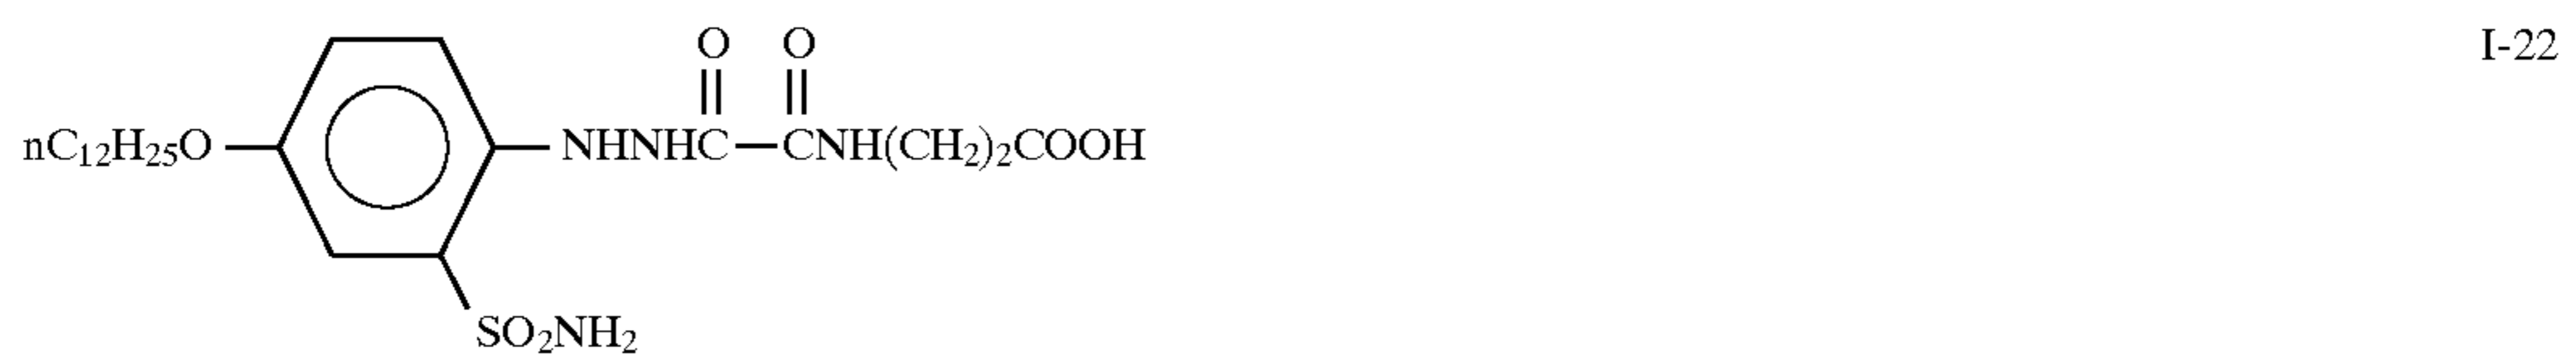 O O I-22
nC₁₂H₂₅O NHNHC CNH(CH₂)₂COOH
SO₂NH₂